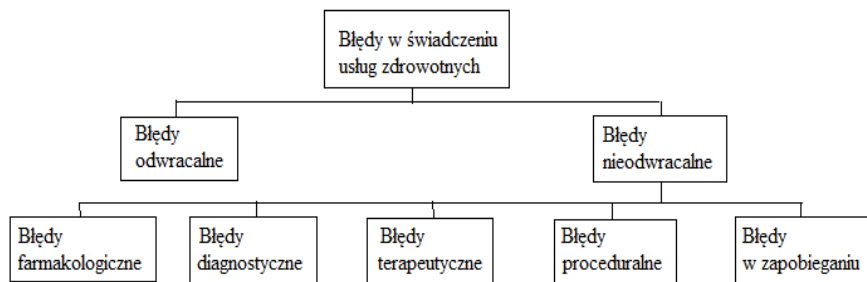 Błędy w świadczeniu
usług zdrowotnych
Błędy
odwracalne
Błędy
nieodwracalne
Błędy
farmakologiczne
Błędy
diagnostyczne
Błędy
terapeutyczne
Błędy
proceduralne
Błędy
w zapobieganiu